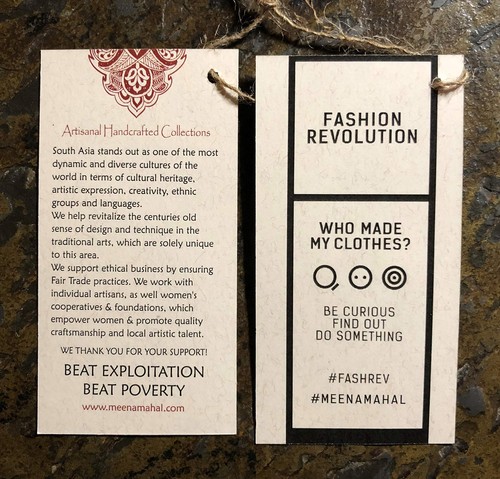 Artisanal Handcrafted Collections
South Asia stands out as one of the most
dynamic and diverse cultures of the
world in terms of cultural heritage,
artistic expression, creativity, ethnic
groups and languages.
We help revitalize the centuries old
sense of design and technique in the
traditional arts, which are solely unique
to this area.
We support ethical business by ensuring
Fair Trade practices. We work with
individual artisans, as well women's
cooperatives & foundations, which
empower women & promote quality
craftsmanship and local artistic talent.
WE THANK YOU FOR YOUR SUPPORT!
BEAT EXPLOITATION
BEAT POVERTY
www.meenamahal.com
FASHION
REVOLUTION
WHO MADE
MY CLOTHES?
BE CURIOUS
FIND OUT
DO SOMETHING
#FASHREV
#MEENAMAHAL